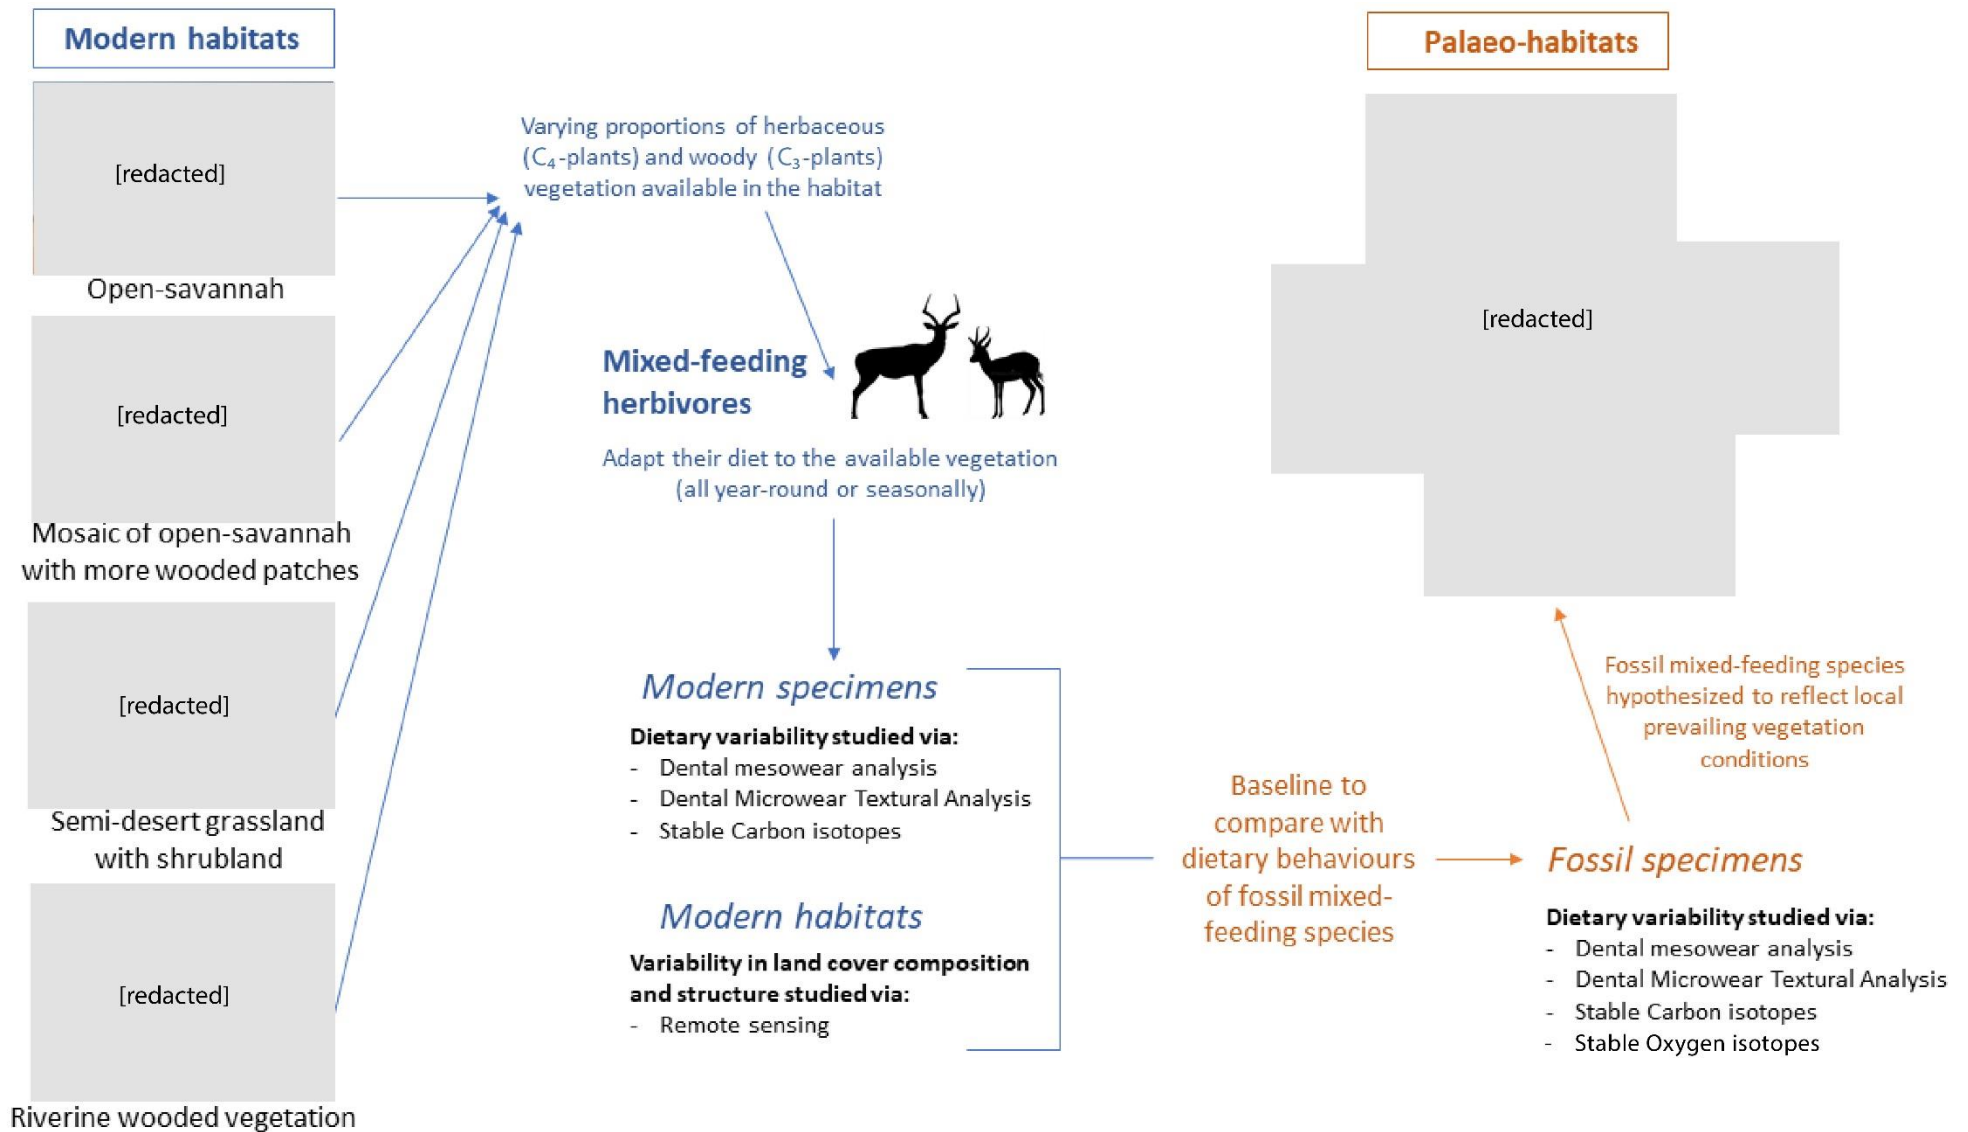 Modern habitats
[redacted]
Open-savannah
[redacted]
Mosaic of open-savannah
with more wooded patches
[redacted]
Semi-desert grassland
with shrubland
[redacted]
Riverine wooded vegetation
Varying proportions of herbaceous
(C₄-plants) and woody (C₃-plants)
vegetation available in the habitat
Mixed-feeding
herbivores
Adapt their diet to the available vegetation
(all year-round or seasonally)
Modern specimens
Dietary variability studied via:
- Dental mesowear analysis
- Dental Microwear Textural Analysis
- Stable Carbon isotopes
Modern habitats
Variability in land cover composition
and structure studied via:
- Remote sensing
Baseline to
compare with
dietary behaviours
of fossil mixed-
feeding species
Palaeo-habitats
[redacted]
Fossil mixed-feeding species
hypothesized to reflect local
prevailing vegetation
conditions
Fossil specimens
Dietary variability studied via:
- Dental mesowear analysis
- Dental Microwear Textural Analysis
- Stable Carbon isotopes
- Stable Oxygen isotopes